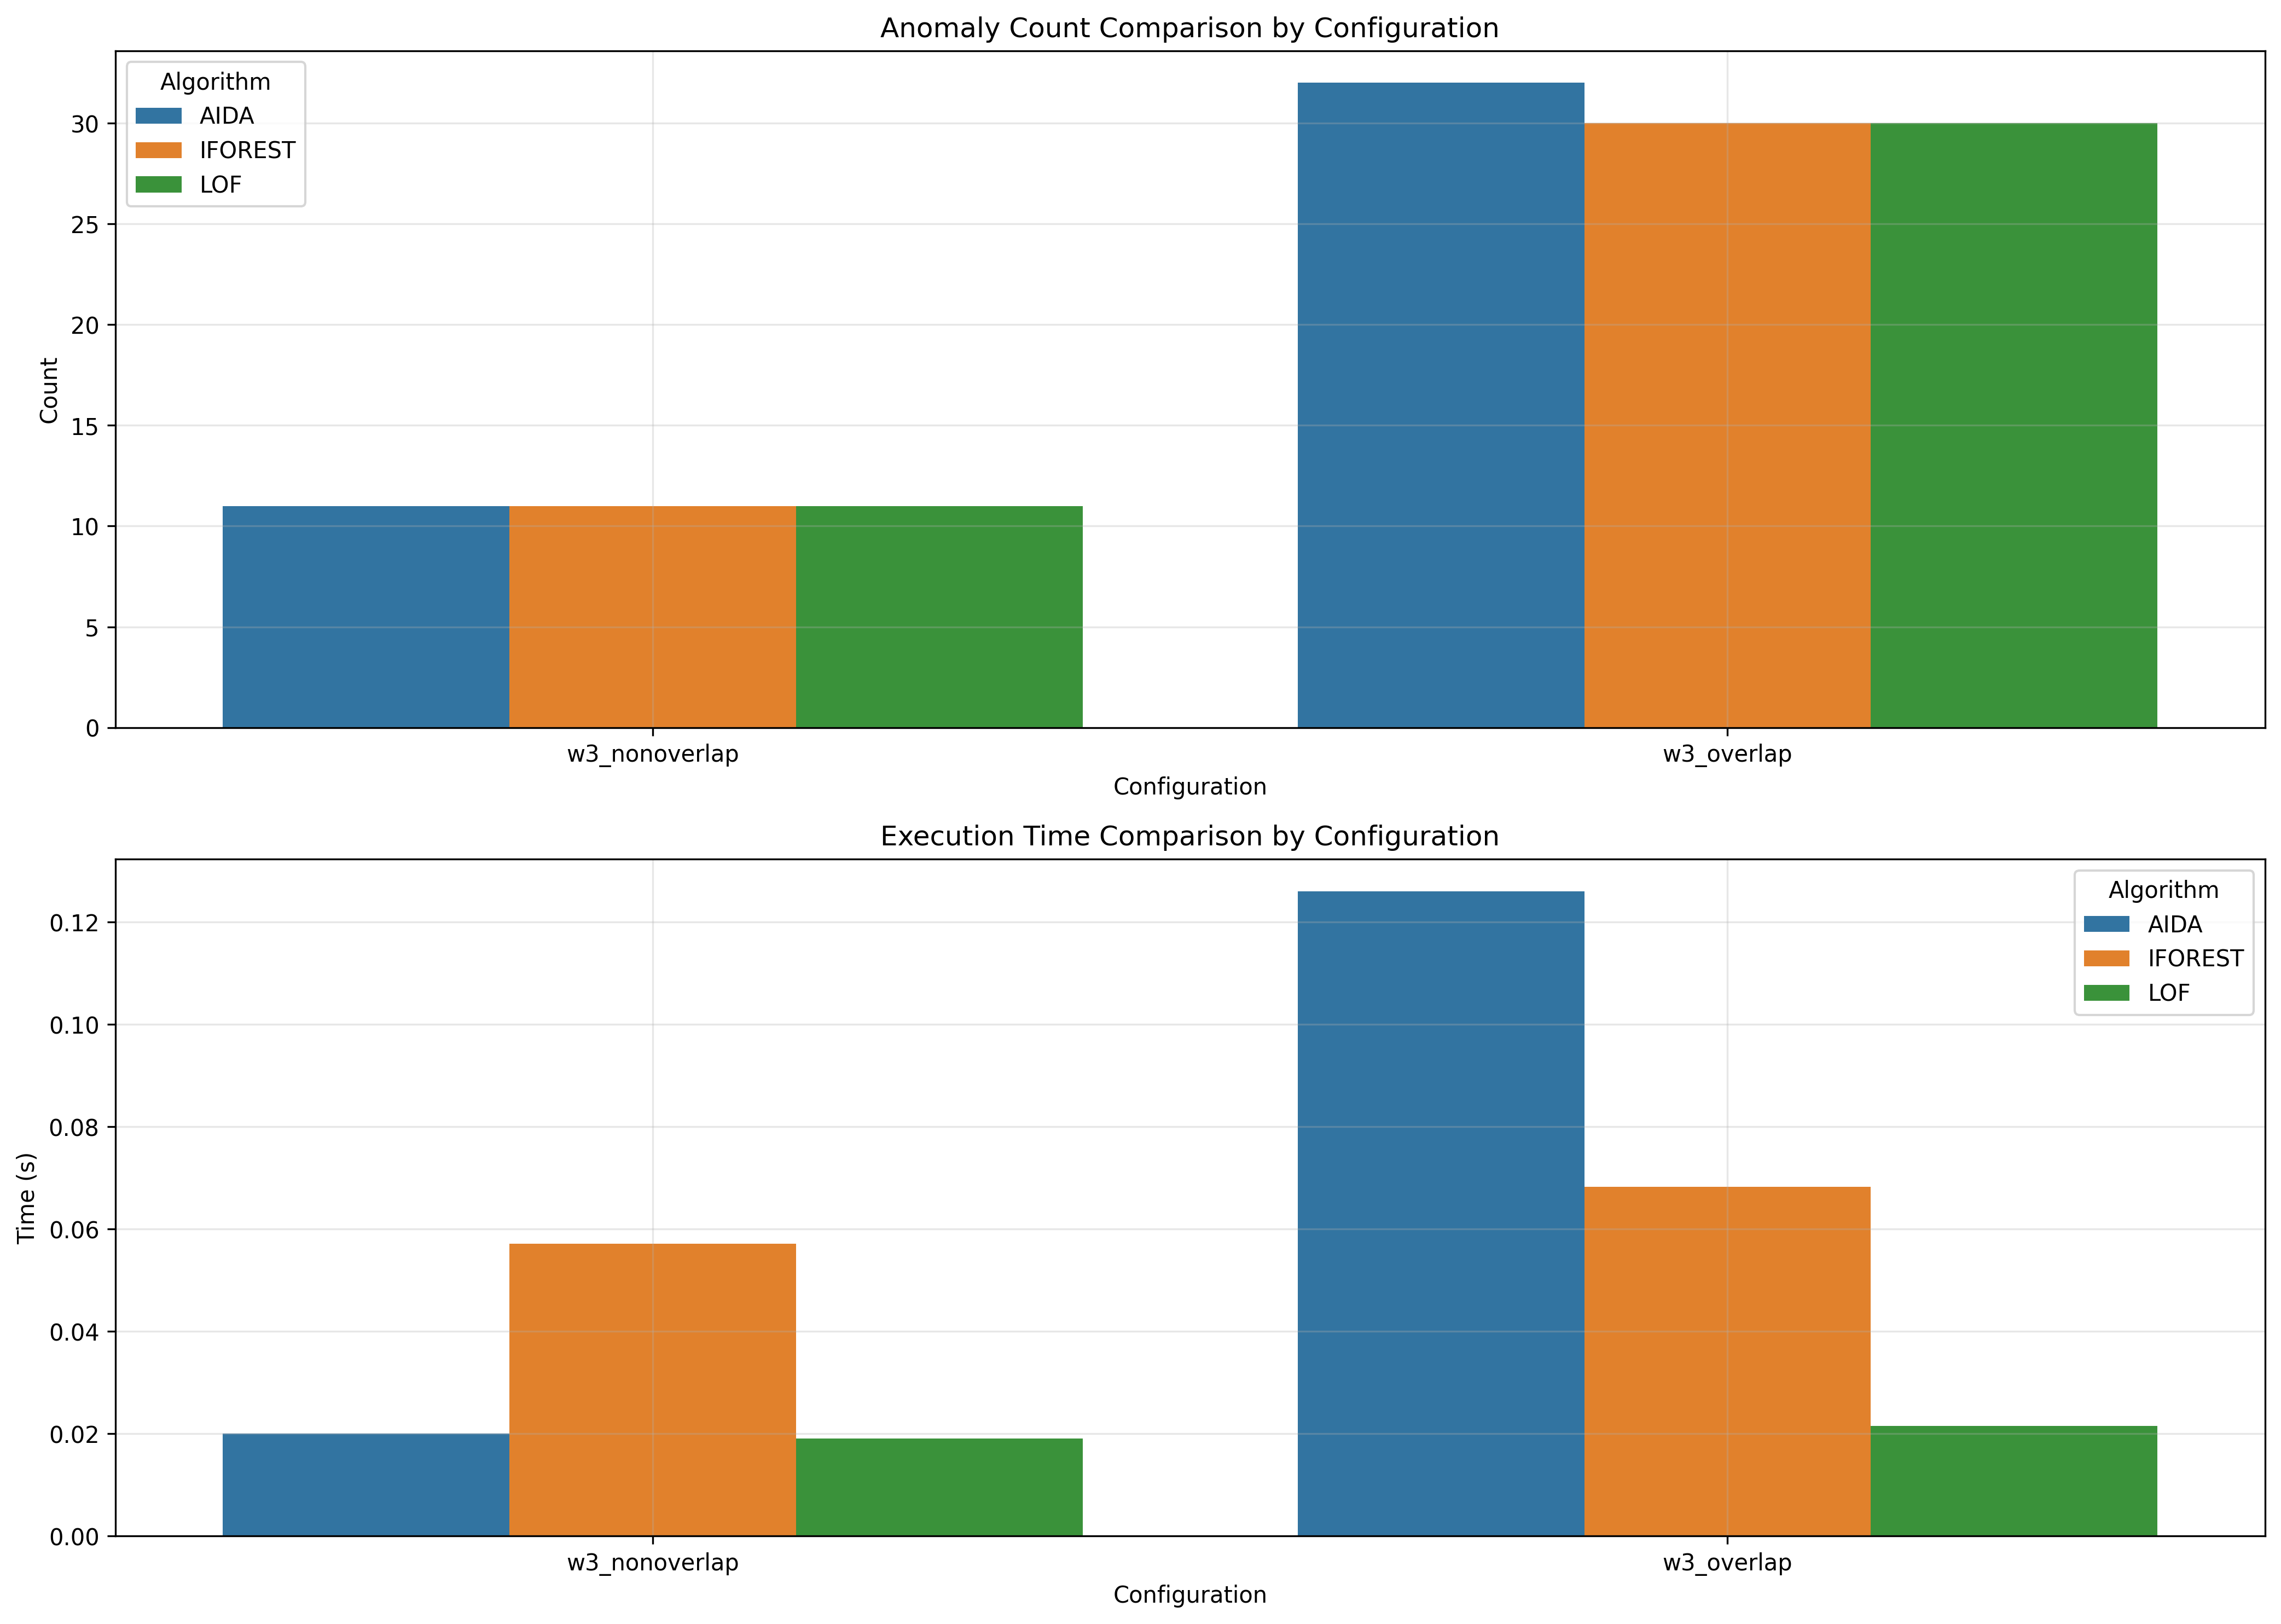 Anomaly Count Comparison by Configuration
Algorithm
AIDA
IFOREST
LOF
Count
30
25
20
15
10
5
0
w3_nonoverlap
w3_overlap
Configuration
Execution Time Comparison by Configuration
Algorithm
AIDA
IFOREST
LOF
Time (s)
0.12
0.10
0.08
0.06
0.04
0.02
0.00
w3_nonoverlap
w3_overlap
Configuration